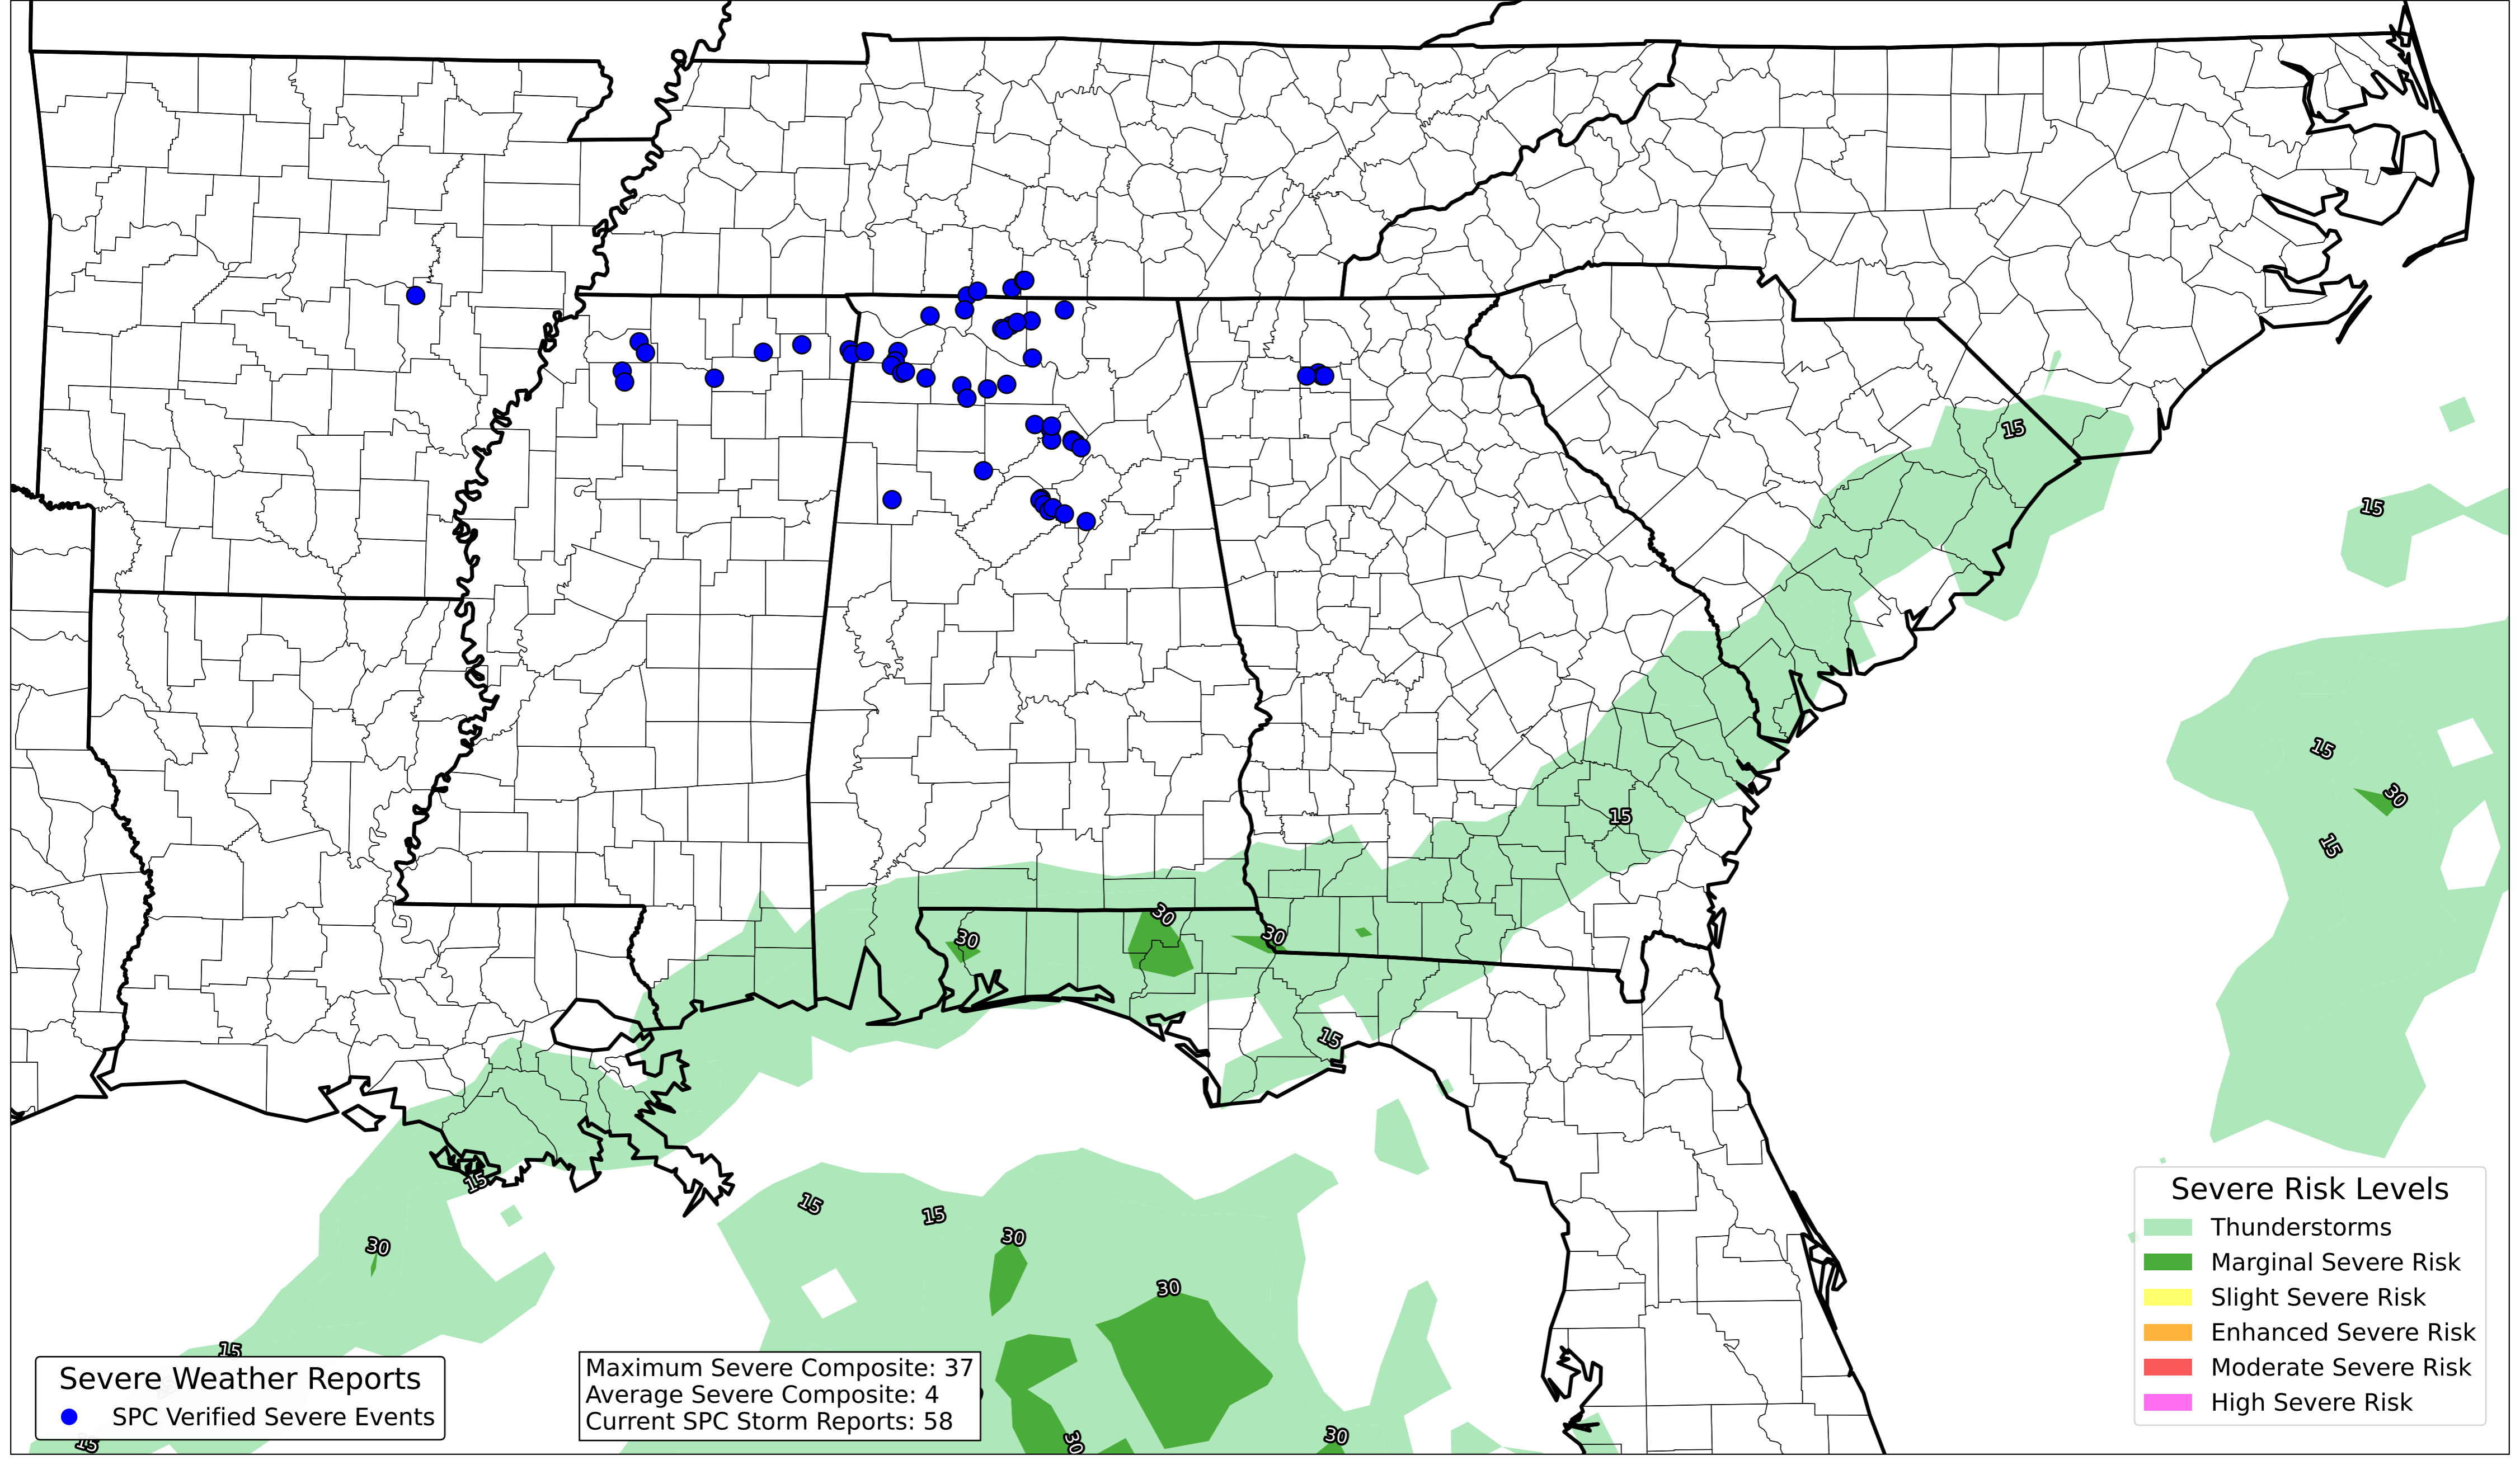 15
15
15
30
15
15
30
30
30
15
15
30
15
15
30
30
15
15
30
30
Severe Risk Levels
Thunderstorms
Marginal Severe Risk
Slight Severe Risk
Enhanced Severe Risk
Moderate Severe Risk
High Severe Risk
Severe Weather Reports
SPC Verified Severe Events
Maximum Severe Composite: 37
Average Severe Composite: 4
Current SPC Storm Reports: 58